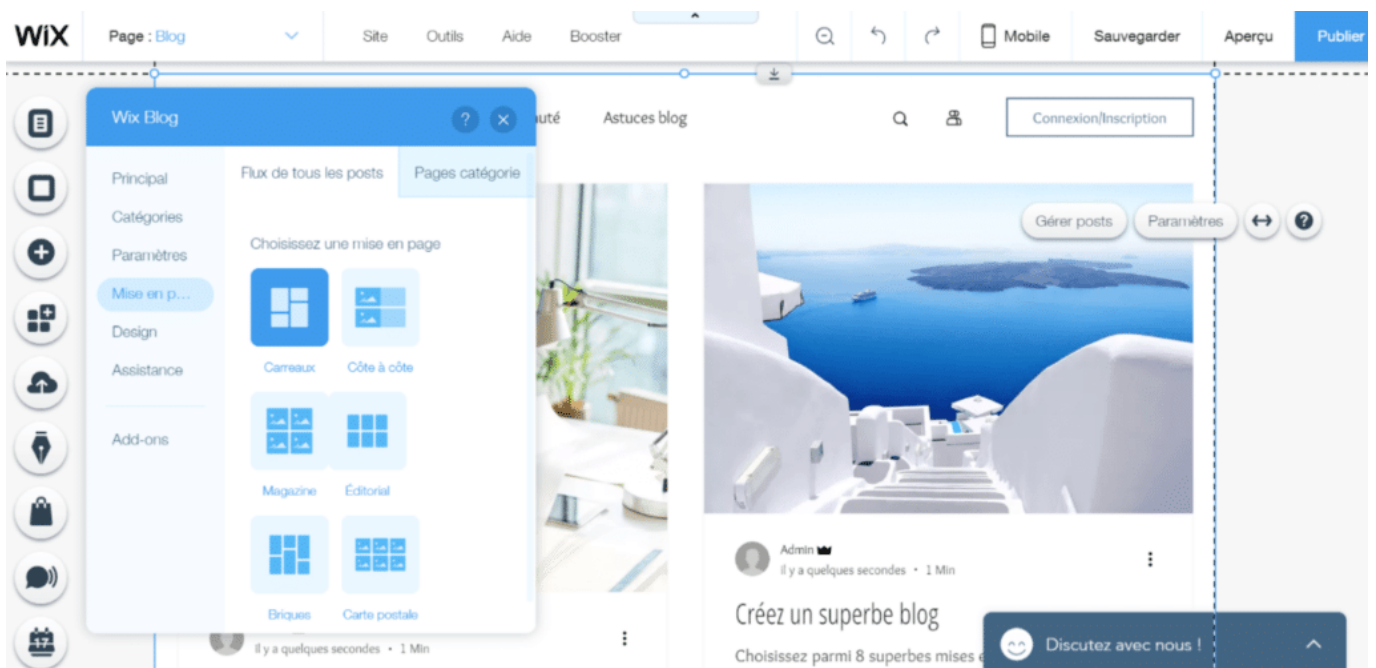 WiX
Page : Blog
Site
Outils
Aide
Booster
Mobile
Sauvegarder
Aperçu
Publier
Wix Blog
?
Astuces blog
Connexion/Inscription
Principal
Catégories
Paramètres
Mise en p...
Design
Assistance
Add-ons
Flux de tous les posts
Pages catégorie
Choisissez une mise en page
Carreaux
Côte à côte
Magazine
Éditorial
Briques
Carte postale
Gérer posts
Paramètres
?
17
Il y a quelques secondes • 1 Min
Admin
Il y a quelques secondes • 1 Min
Créez un superbe blog
Choisissez parmi 8 superbes mises
Discutez avec nous !